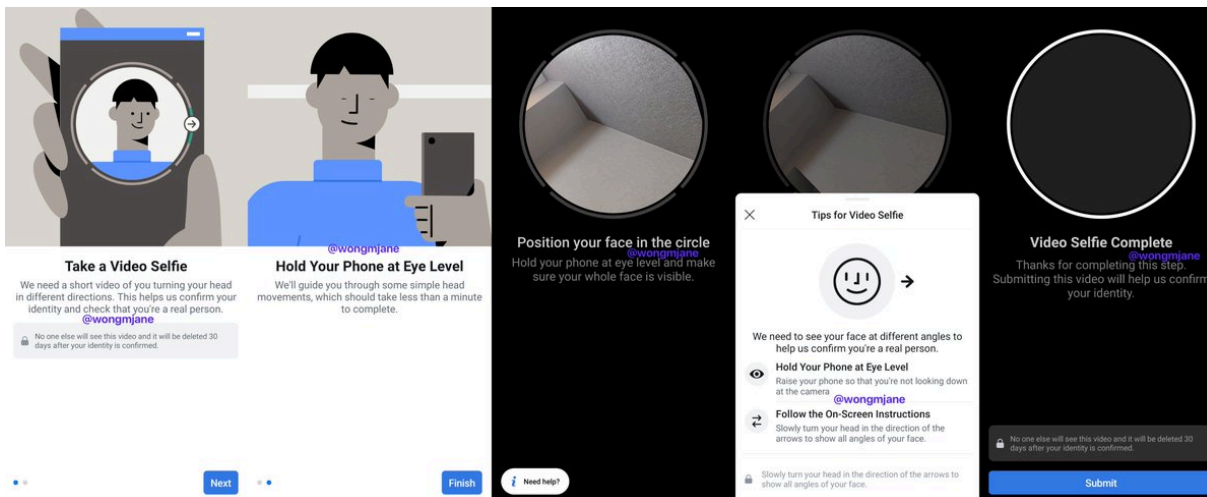 @wongmjane
Take a Video Selfie
We need a short video of you turning your head
in different directions. This helps us confirm your
identity and check that you're a real person.
@wongmjane
No one else will see this video and it will be deleted 30
days after your identity is confirmed.
Next
Hold Your Phone at Eye Level
We'll guide you through some simple head
movements, which should take less than a minute
to complete.
Finish
Position your face in the circle
@wongmjane
Hold your phone at eye level and make
sure your whole face is visible.
i Need help?
Tips for Video Selfie
We need to see your face at different angles to
help us confirm you're a real person.
Hold Your Phone at Eye Level
Raise your phone so that you're not looking down
at the camera
@wongmjane
Follow the On-Screen Instructions
Slowly turn your head in the direction of the
arrows to show all angles of your face.
Slowly turn your head in the direction of the arrows to
show all angles of your face.
Video Selfie Complete
@wongmjane
Thanks for completing this step.
Submitting this video will help us confirm
your identity.
No one else will see this video and it will be deleted 30
days after your identity is confirmed.
Submit